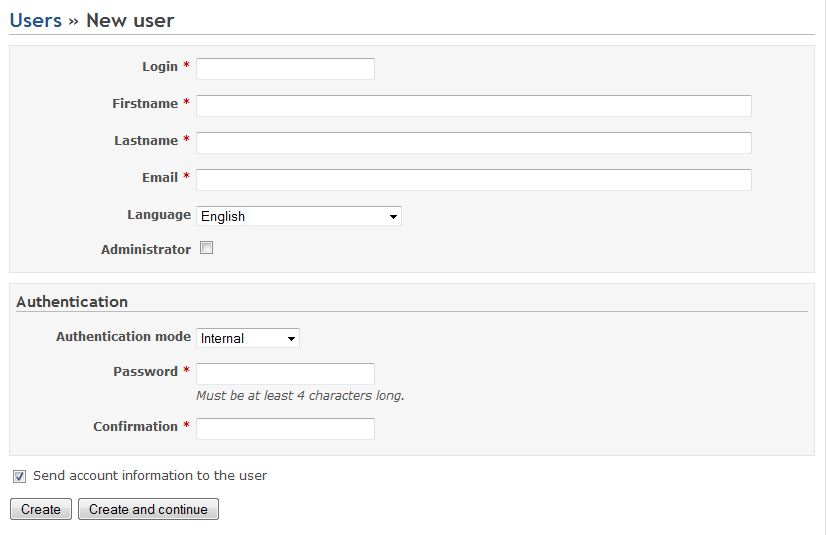 Users » New user
Login *
Firstname *
Lastname *
Email *
Language English
Administrator
Authentication
Authentication mode Internal
Password *
Must be at least 4 characters long.
Confirmation *
Send account information to the user
Create Create and continue